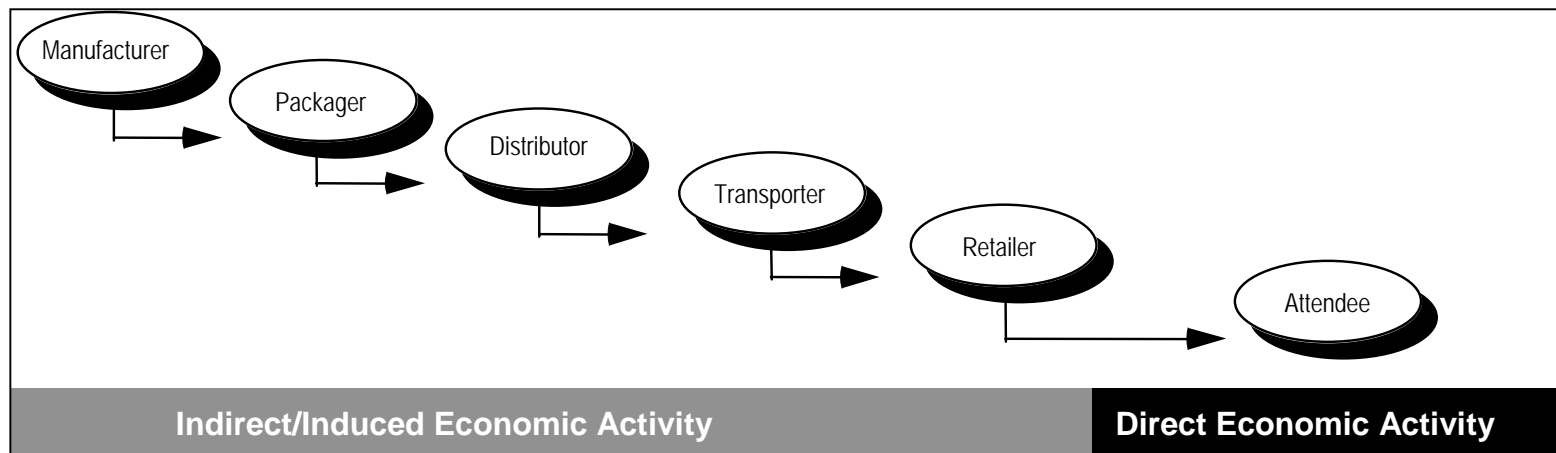 Manufacturer
Packager
Distributor
Transporter
Retailer
Attendee
Indirect/Induced Economic Activity
Direct Economic Activity